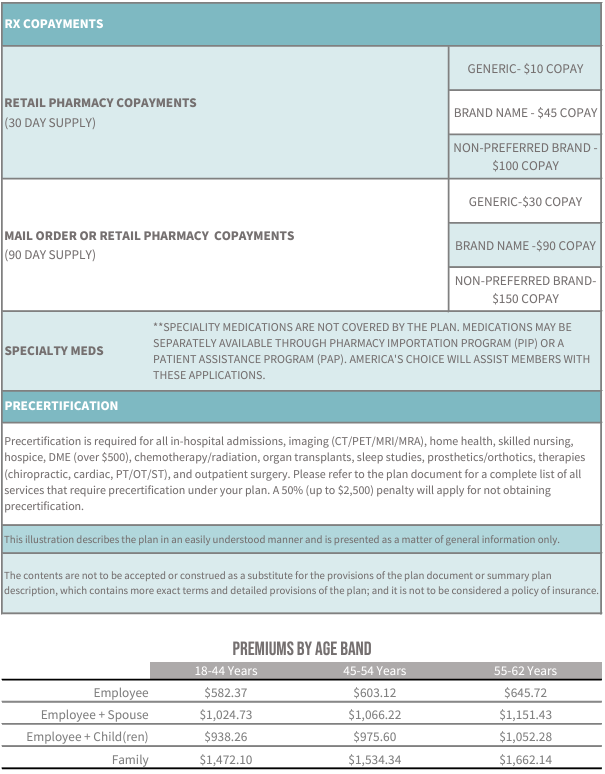 RX COPAYMENTS
RETAIL PHARMACY COPAYMENTS
(30 DAY SUPPLY)
GENERIC- $10 COPAY
BRAND NAME - $45 COPAY
NON-PREFERRED BRAND -
$100 COPAY
MAIL ORDER OR RETAIL PHARMACY COPAYMENTS
(90 DAY SUPPLY)
GENERIC-$30 COPAY
BRAND NAME -$90 COPAY
NON-PREFERRED BRAND-
$150 COPAY
SPECIALTY MEDS
**SPECIALITY MEDICATIONS ARE NOT COVERED BY THE PLAN. MEDICATIONS MAY BE
SEPARATELY AVAILABLE THROUGH PHARMACY IMPORTATION PROGRAM (PIP) OR A
PATIENT ASSISTANCE PROGRAM (PAP). AMERICA'S CHOICE WILL ASSIST MEMBERS WITH
THESE APPLICATIONS.
PRECERTIFICATION
Precertification is required for all in-hospital admissions, imaging (CT/PET/MRI/MRA), home health, skilled nursing,
hospice, DME (over $500), chemotherapy/radiation, organ transplants, sleep studies, prosthetics/orthotics, therapies
(chiropractic, cardiac, PT/OT/ST), and outpatient surgery. Please refer to the plan document for a complete list of all
services that require precertification under your plan. A 50% (up to $2,500) penalty will apply for not obtaining
precertification.
This illustration describes the plan in an easily understood manner and is presented as a matter of general information only.
The contents are not to be accepted or construed as a substitute for the provisions of the plan document or summary plan
description, which contains more exact terms and detailed provisions of the plan; and it is not to be considered a policy of insurance.
PREMIUMS BY AGE BAND
18-44 Years 45-54 Years 55-62 Years
Employee $582.37 $603.12 $645.72
Employee + Spouse $1,024.73 $1,066.22 $1,151.43
Employee + Child(ren) $938.26 $975.60 $1,052.28
Family $1,472.10 $1,534.34 $1,662.14